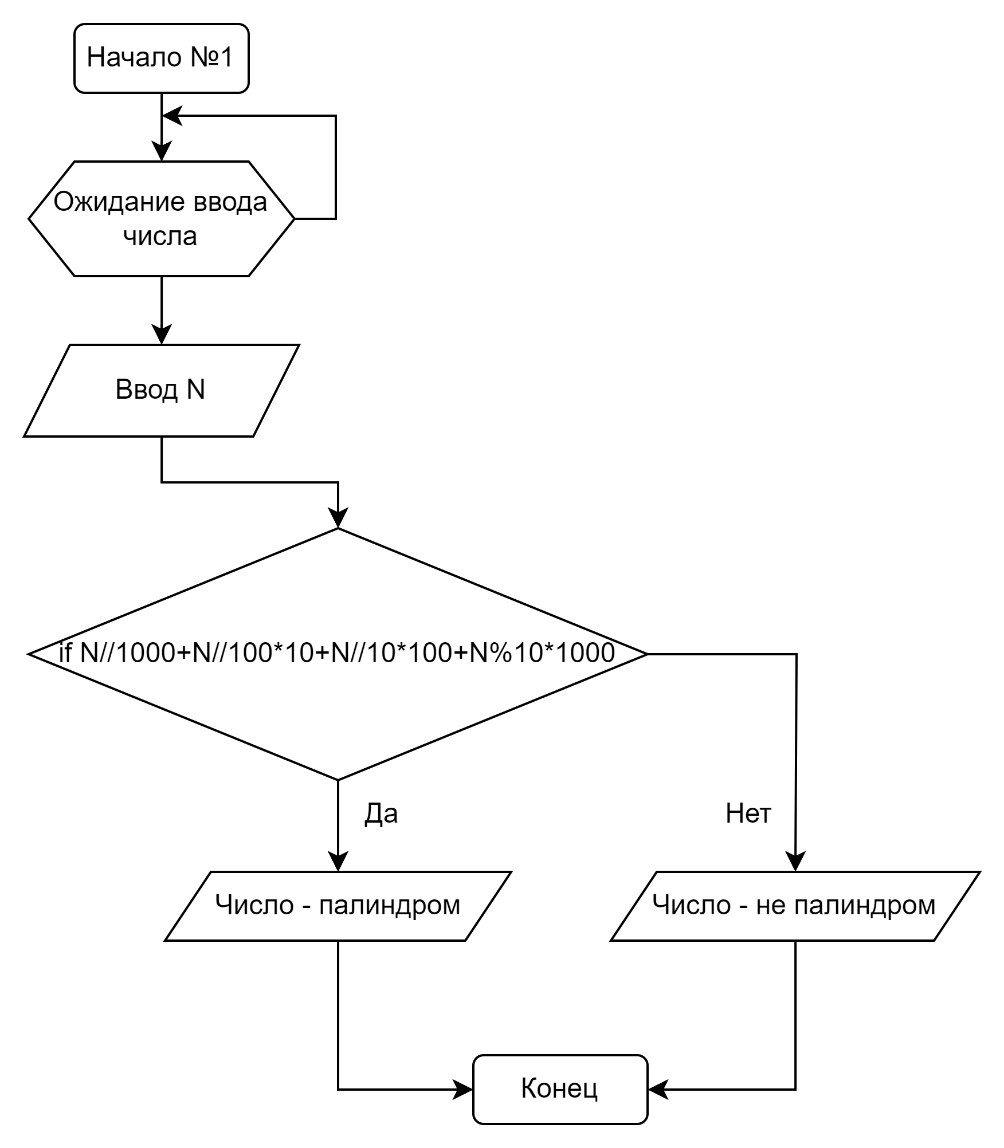 Начало №1
Ожидание ввода
числа
Ввод N
if N//1000+N//100*10+N//10*100+N%10*1000
Да
Нет
Число - палиндром
Число - не палиндром
Конец